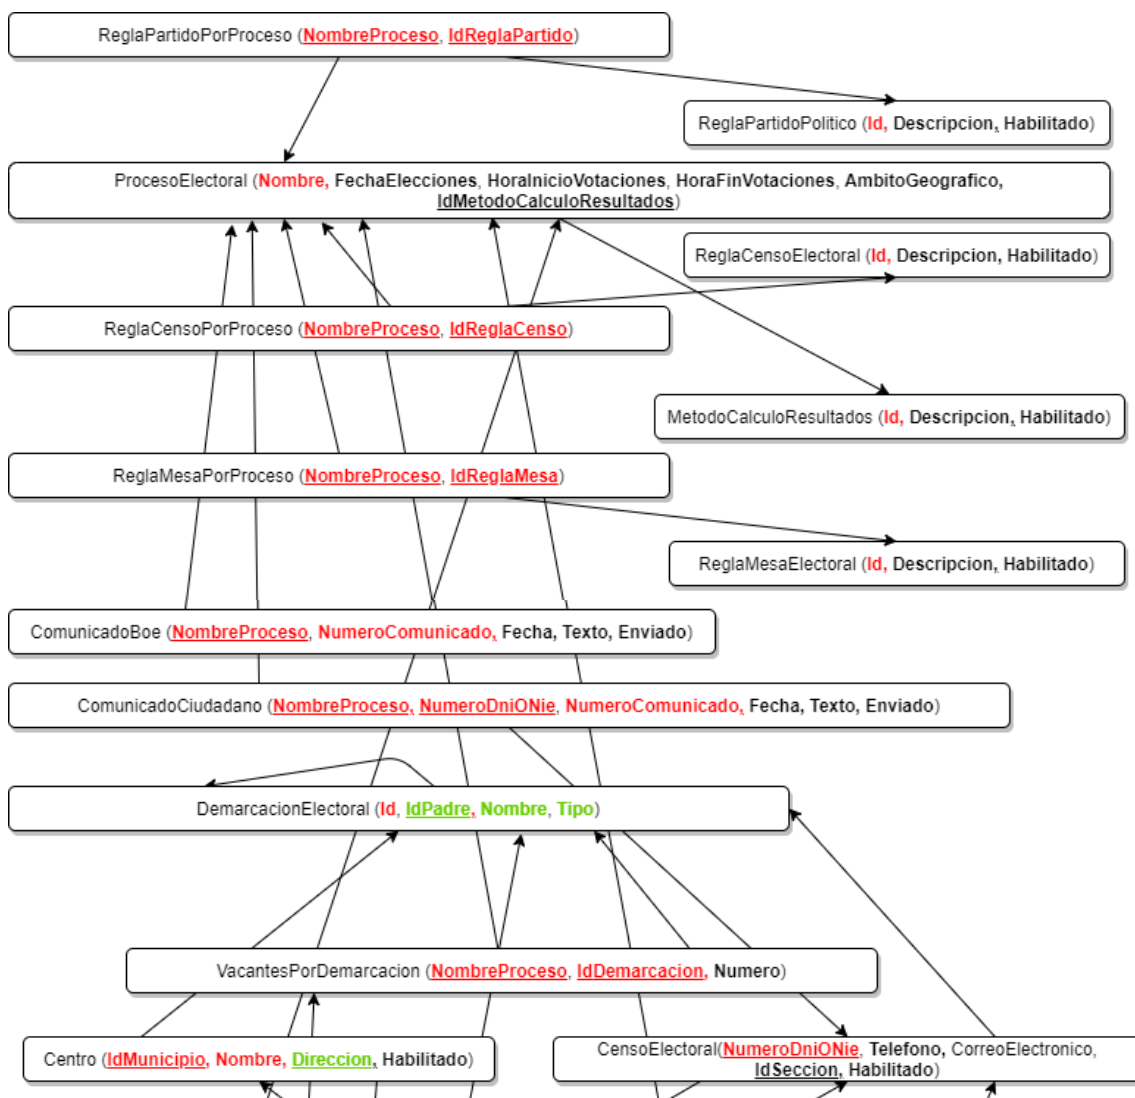 ReglaPartidoPorProceso (NombreProceso, IdReglaPartido)
ReglaPartidoPolitico (Id, Descripcion, Habilitado)
ProcesoElectoral (Nombre, FechaElecciones, HoraInicioVotaciones, HoraFinVotaciones, AmbitoGeografico,
IdMetodoCalculoResultados)
ReglaCensoElectoral (Id, Descripcion, Habilitado)
ReglaCensoPorProceso (NombreProceso, IdReglaCenso)
MetodoCalculoResultados (Id, Descripcion, Habilitado)
ReglaMesaPorProceso (NombreProceso, IdReglaMesa)
ReglaMesaElectoral (Id, Descripcion, Habilitado)
ComunicadoBoe (NombreProceso, NumeroComunicado, Fecha, Texto, Enviado)
ComunicadoCiudadano (NombreProceso, NumeroDniONie, NumeroComunicado, Fecha, Texto, Enviado)
DemarcacionElectoral (Id, IdPadre, Nombre, Tipo)
VacantesPorDemarcacion (NombreProceso, IdDemarcacion, Numero)
Centro (IdMunicipio, Nombre, Direccion, Habilitado)
CensoElectoral(NumeroDniONie, Telefono, CorreoElectronico,
IdSeccion, Habilitado)